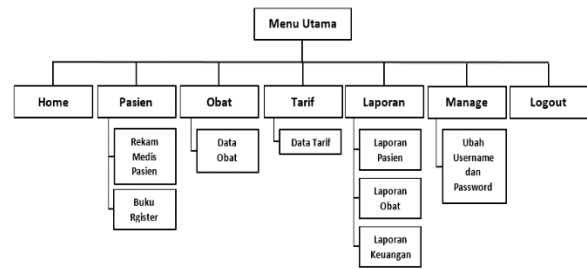 Menu Utama
Home
Pasien
Obat
Tarif
Laporan
Manage
Logout
Rekam
Medis
Pasien
Buku
Rgister
Data
Obat
Data Tarif
Laporan
Pasien
Laporan
Obat
Laporan
Keuangan
Ubah
Username
dan
Password